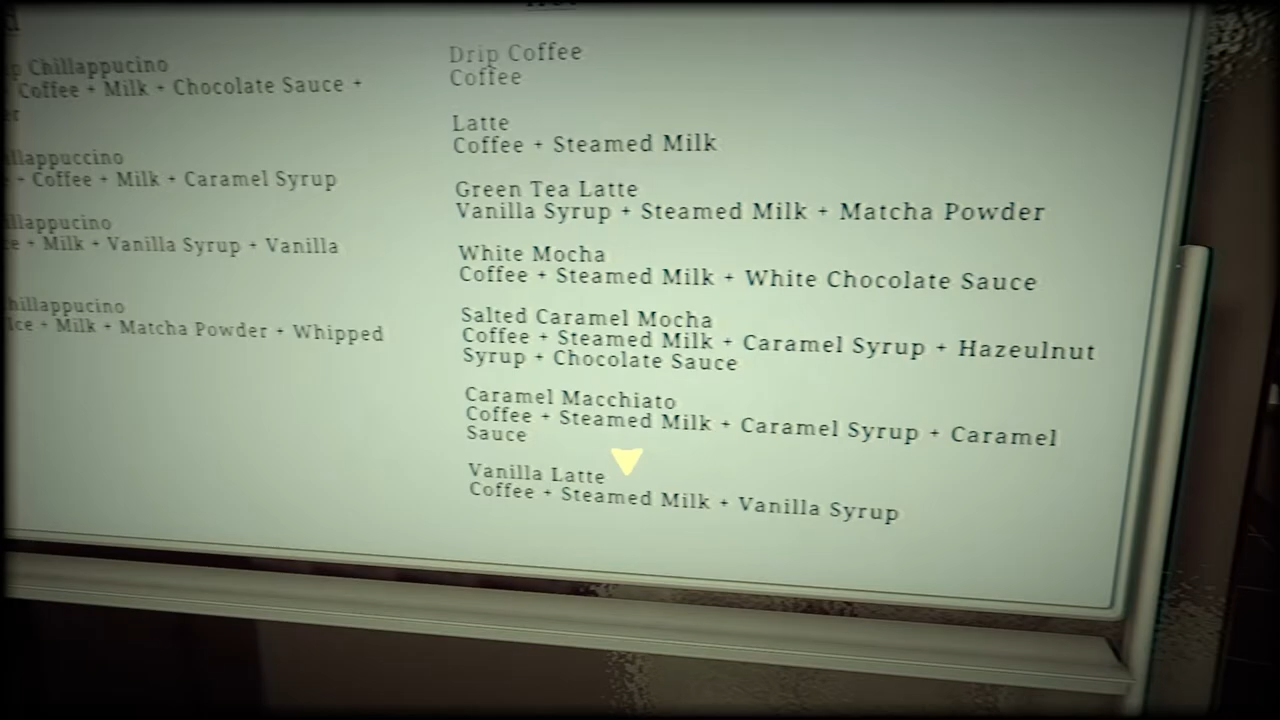 Chillappucino
Coffee + Milk + Chocolate Sauce +
+ Coffee + Milk + Caramel Syrup
+ Milk + Vanilla Syrup + Vanilla
Ice + Milk + Matcha Powder + Whipped
Drip Coffee
Coffee
Latte
Coffee + Steamed Milk
Green Tea Latte
Vanilla Syrup + Steamed Milk + Matcha Powder
White Mocha
Coffee + Steamed Milk + White Chocolate Sauce
Salted Caramel Mocha
Coffee + Steamed Milk + Caramel Syrup + Hazeulnut
Syrup + Chocolate Sauce
Caramel Macchiato
Coffee + Steamed Milk + Caramel Syrup + Caramel
Sauce
Vanilla Latte
Coffee + Steamed Milk + Vanilla Syrup